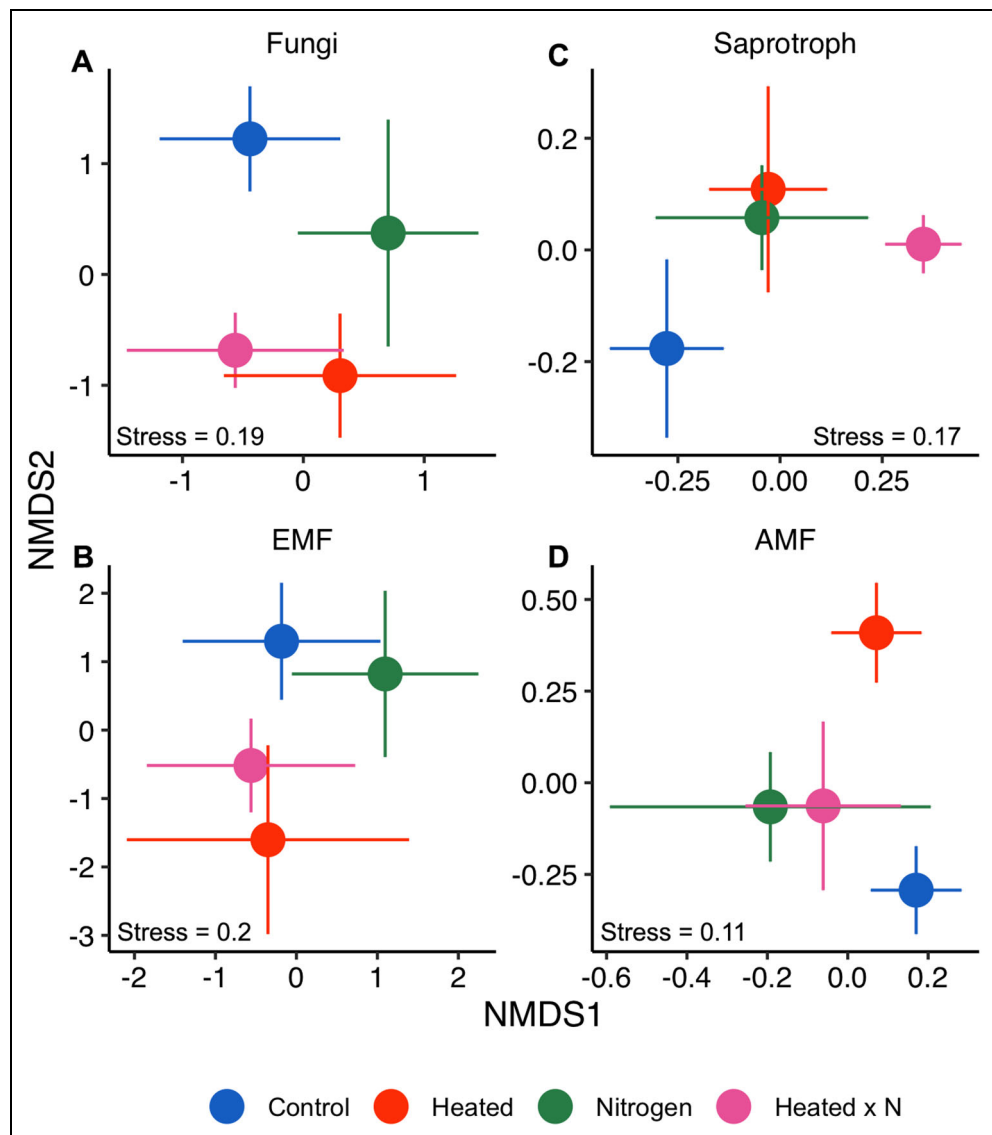 Fungi
Saprotroph
A
C
1
0
-1
Stress = 0.19
-1
0
1
0.2
0.0
-0.2
Stress = 0.17
-0.25
0.00
0.25
NMDS2
EMF
AMF
B
D
2
1
0
-1
-2
-3
Stress = 0.2
-2
-1
0
1
2
0.50
0.25
0.00
-0.25
Stress = 0.11
-0.6
-0.4
-0.2
0.0
0.2
NMDS1
Control Heated Nitrogen Heated x N